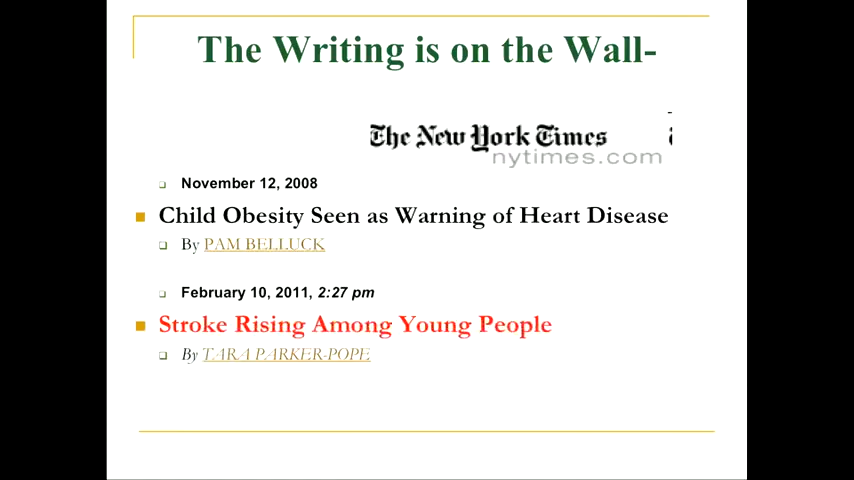 The Writing is on the Wall-
The New York Times
nytimes.com
November 12, 2008
Child Obesity Seen as Warning of Heart Disease
By PAM BELLUCK
February 10, 2011, 2:27 pm
Stroke Rising Among Young People
By TARA PARKER-POPE